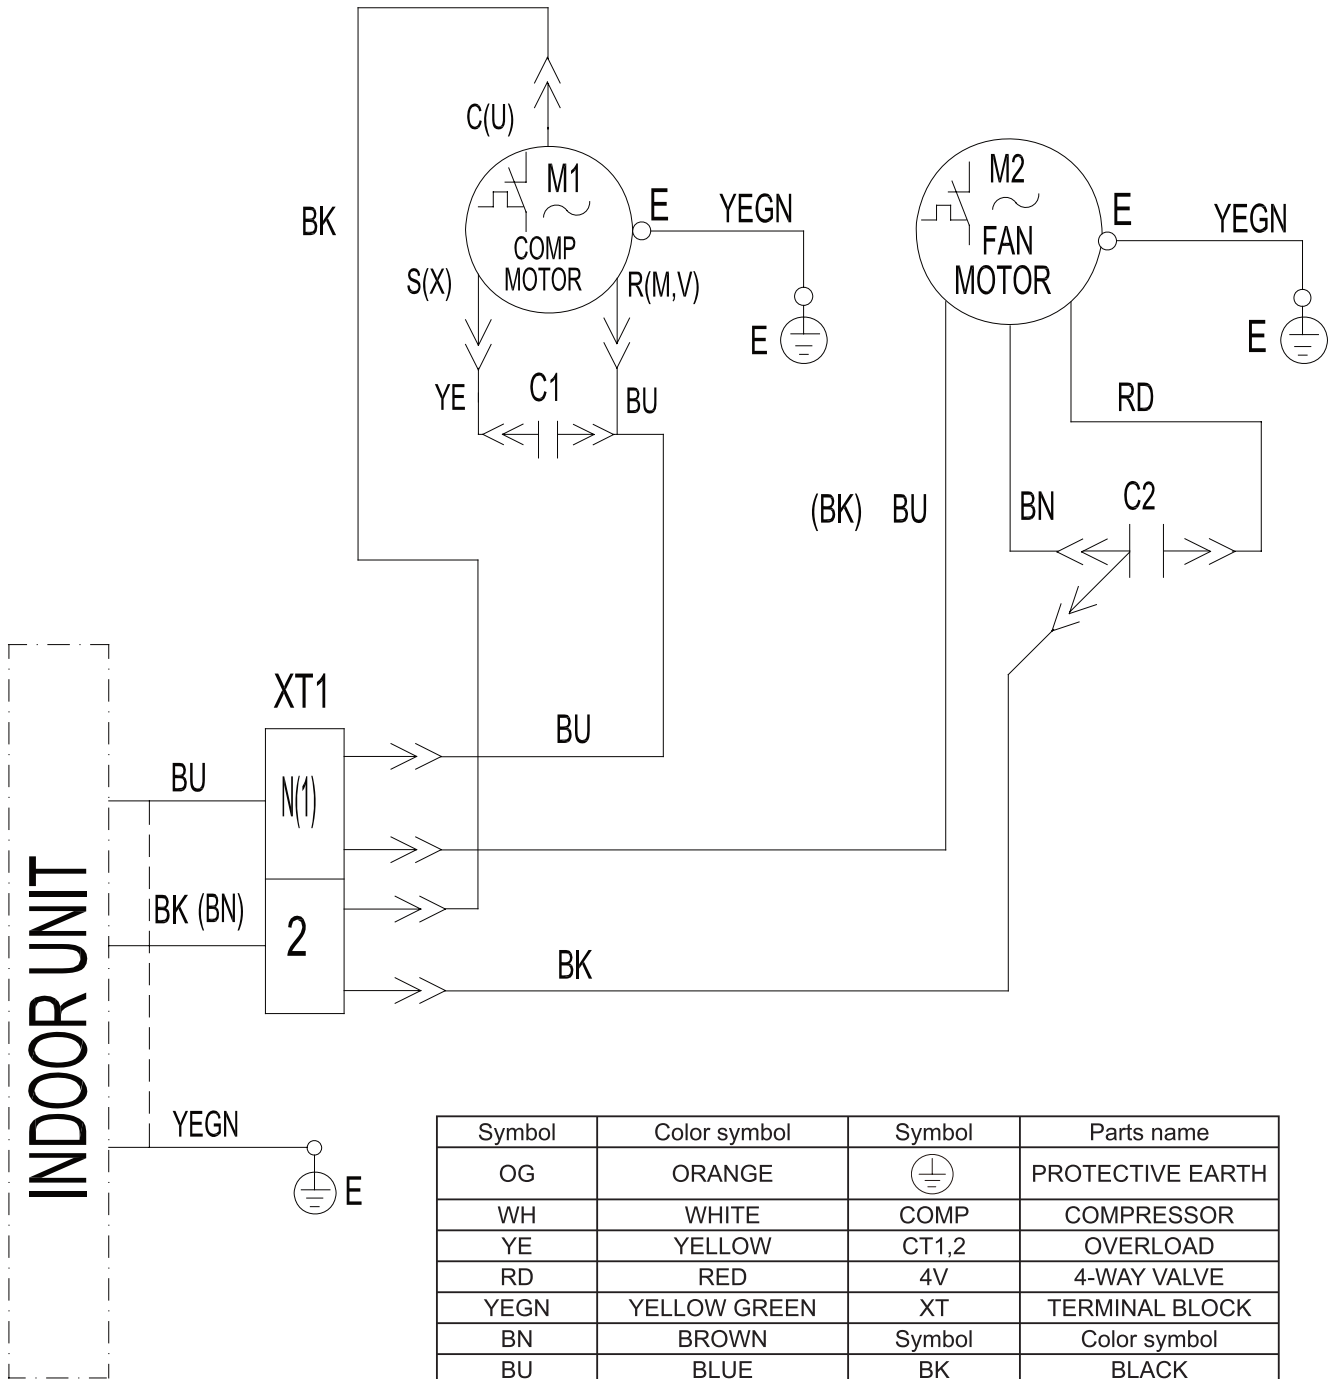 C(U)
M1
COMP
MOTOR
E
YEGN
BK
S(X)
R(M,V)
E
YE
C1
BU
M2
FAN
MOTOR
E
YEGN
E
RD
(BK) BU
BN
C2
XT1
BU
BU
N(1)
BK (BN)
2
BK
INDOOR UNIT
YEGN
E
Symbol Color symbol Symbol Parts name
OG ORANGE PROTECTIVE EARTH
WH WHITE COMP COMPRESSOR
YE YELLOW CT1,2 OVERLOAD
RD RED 4V 4-WAY VALVE
YEGN YELLOW GREEN XT TERMINAL BLOCK
BN BROWN Symbol Color symbol
BU BLUE BK BLACK